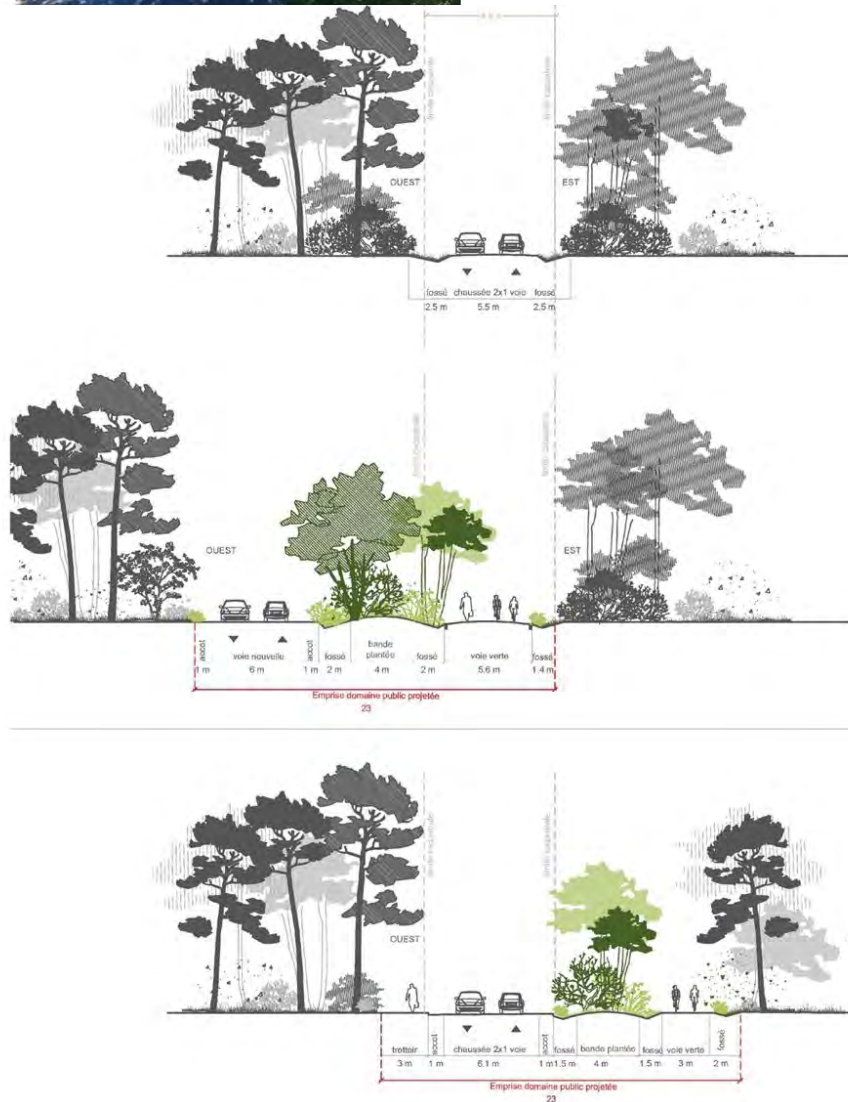 OUEST
EST
fossé chaussée 2x1 voie fossé
2.5 m 5.5 m 2.5 m
OUEST
EST
accot voie nouvelle accot fossé bande plantée fossé voie verte fossé
1 m 6 m 1 m 2 m 4 m 2 m 5.6 m 1.4 m
Emprise domaine public projetée
23
OUEST
trottoir accot chaussée 2x1 voie accot fossé bande plantée fossé voie verte fossé
3 m 1 m 6.1 m 1 m 1.5 m 4 m 1.5 m 3 m 2 m
Emprise domaine public projetée
23